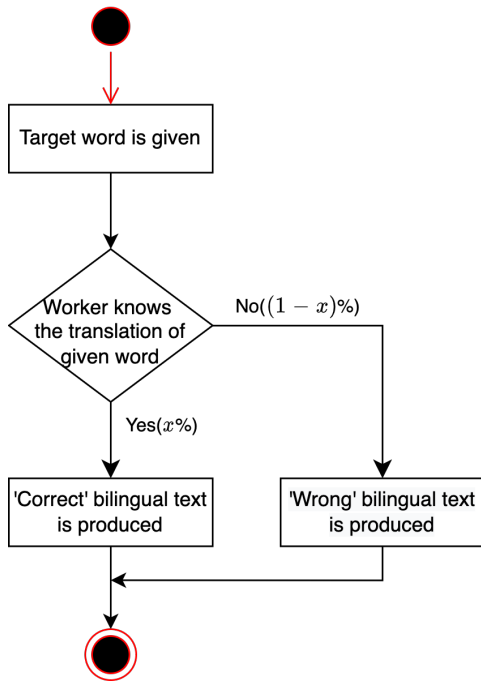 Target word is given
Worker knows
the translation of
given word
No((1 − x)%)
Yes(x%)
'Correct' bilingual text
is produced
'Wrong' bilingual text
is produced